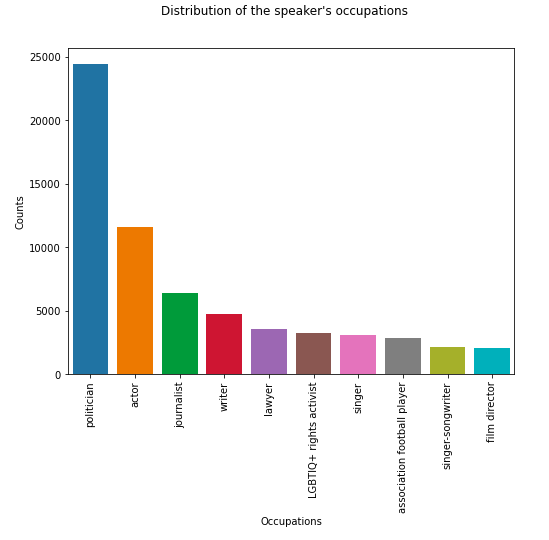 Distribution of the speaker's occupations
25000
20000
15000
10000
5000
0
Counts
politician
actor
journalist
writer
lawyer
LGBTIQ+ rights activist
singer
association football player
singer-songwriter
film director
Occupations